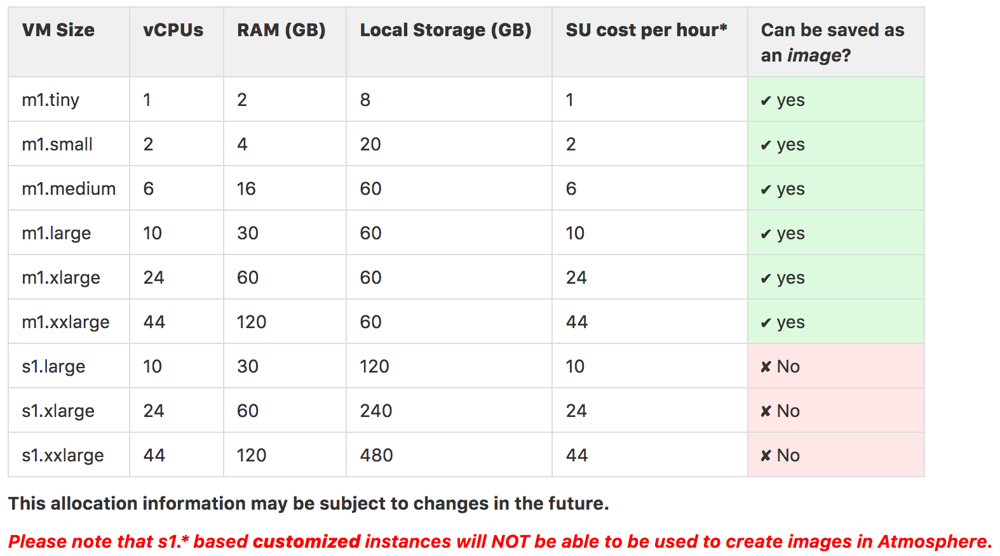 VM Size vCPUs RAM (GB) Local Storage (GB) SU cost per hour* Can be saved as
an image?
m1.tiny 1 2 8 1 ✔ yes
m1.small 2 4 20 2 ✔ yes
m1.medium 6 16 60 6 ✔ yes
m1.large 10 30 60 10 ✔ yes
m1.xlarge 24 60 60 24 ✔ yes
m1.xxlarge 44 120 60 44 ✔ yes
s1.large 10 30 120 10 ✘ No
s1.xlarge 24 60 240 24 ✘ No
s1.xxlarge 44 120 480 44 ✘ No
This allocation information may be subject to changes in the future.
Please note that s1.* based customized instances will NOT be able to be used to create images in Atmosphere.